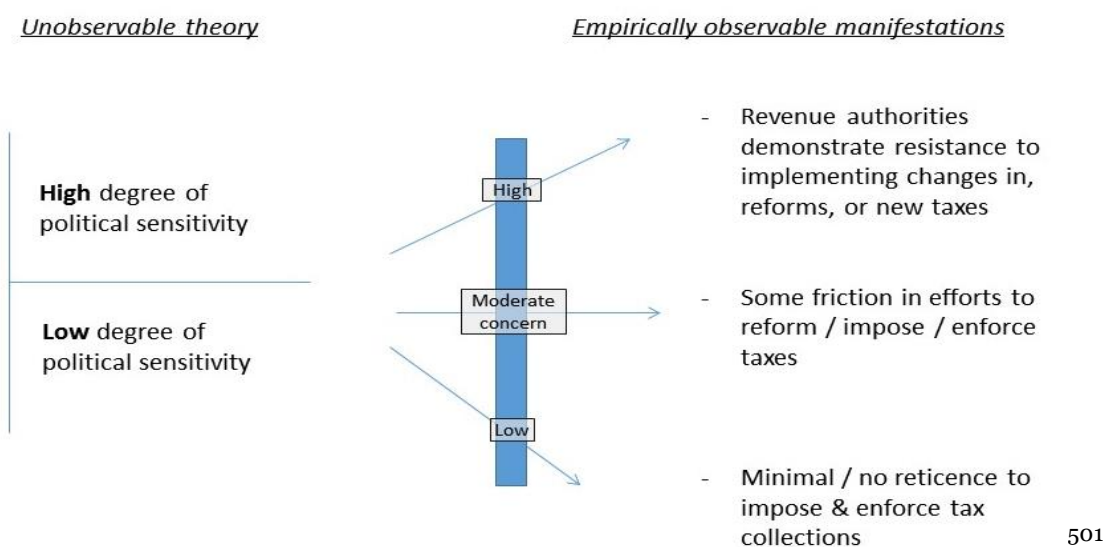 Unobservable theory
Empirically observable manifestations
High degree of
political sensitivity
Low degree of
political sensitivity
High
Moderate
concern
Low
- Revenue authorities
demonstrate resistance to
implementing changes in,
reforms, or new taxes
- Some friction in efforts to
reform / impose / enforce
taxes
- Minimal / no reticence to
impose & enforce tax
collections
501